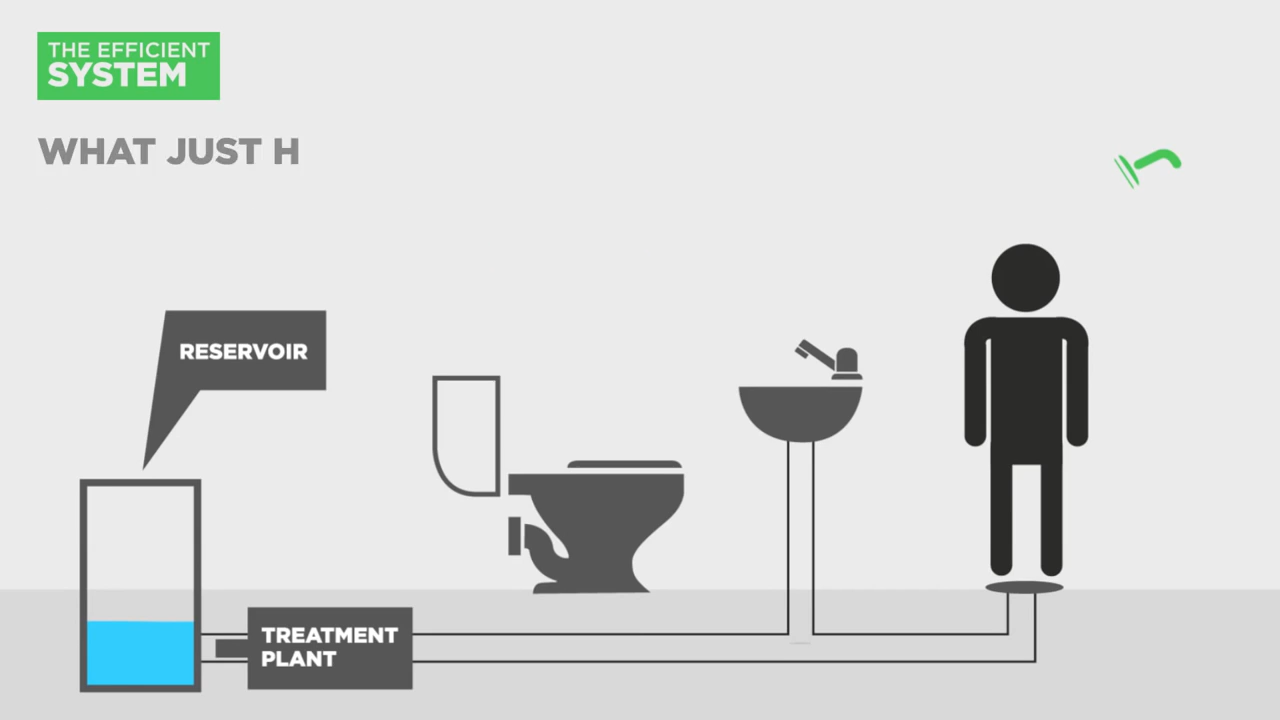 THE EFFICIENT
SYSTEM
WHAT JUST H
RESERVOIR
TREATMENT
PLANT